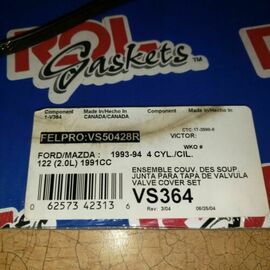 ROL
Gaskets
Component Made In/Hecho In Component Made In/Hecho In
1-V364 CANADA/CANADA
FELPRO:VS50428R
VICTOR:
WKO #
FORD/MAZDA : 1993-94 4 CYL./CIL.
122 (2.0L) 1991CC
ENSEMBLE COUV. DES SOUP
JUNTA PARA TAPA DE VALVULA
VALVE COVER SET
VS364
0 62573 42313 6
Rev: 3/04